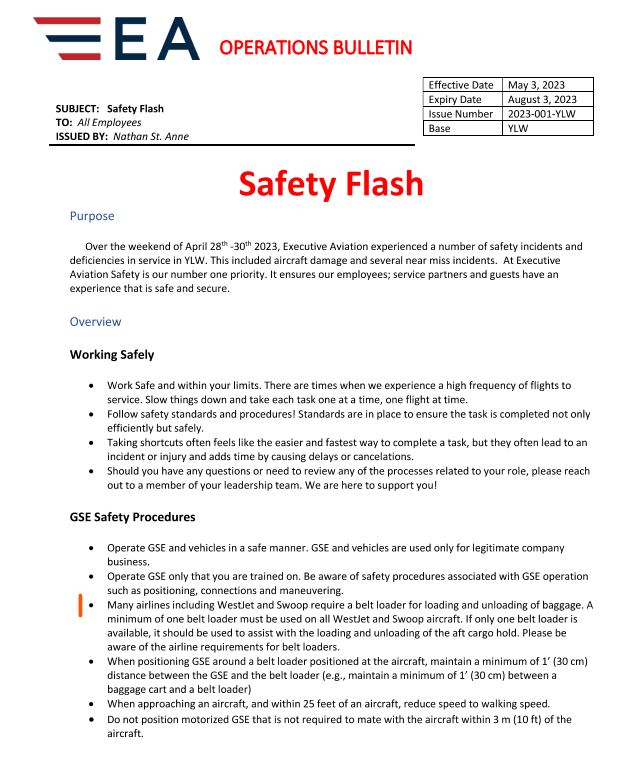 EA OPERATIONS BULLETIN
Effective Date May 3, 2023
Expiry Date August 3, 2023
Issue Number 2023-001-YLW
Base YLW
SUBJECT: Safety Flash
TO: All Employees
ISSUED BY: Nathan St. Anne
Safety Flash
Purpose
Over the weekend of April 28th -30th 2023, Executive Aviation experienced a number of safety incidents and
deficiencies in service in YLW. This included aircraft damage and several near miss incidents. At Executive
Aviation Safety is our number one priority. It ensures our employees; service partners and guests have an
experience that is safe and secure.
Overview
Working Safely
• Work Safe and within your limits. There are times when we experience a high frequency of flights to
service. Slow things down and take each task one at a time, one flight at time.
• Follow safety standards and procedures! Standards are in place to ensure the task is completed not only
efficiently but safely.
• Taking shortcuts often feels like the easier and fastest way to complete a task, but they often lead to an
incident or injury and adds time by causing delays or cancelations.
• Should you have any questions or need to review any of the processes related to your role, please reach
out to a member of your leadership team. We are here to support you!
GSE Safety Procedures
• Operate GSE and vehicles in a safe manner. GSE and vehicles are used only for legitimate company
business.
• Operate GSE only that you are trained on. Be aware of safety procedures associated with GSE operation
such as positioning, connections and maneuvering.
• Many airlines including WestJet and Swoop require a belt loader for loading and unloading of baggage. A
minimum of one belt loader must be used on all WestJet and Swoop aircraft. If only one belt loader is
available, it should be used to assist with the loading and unloading of the aft cargo hold. Please be
aware of the airline requirements for belt loaders.
• When positioning GSE around a belt loader positioned at the aircraft, maintain a minimum of 1’ (30 cm)
distance between the GSE and the belt loader (e.g., maintain a minimum of 1’ (30 cm) between a
baggage cart and a belt loader)
• When approaching an aircraft, and within 25 feet of an aircraft, reduce speed to walking speed.
• Do not position motorized GSE that is not required to mate with the aircraft within 3 m (10 ft) of the
aircraft.